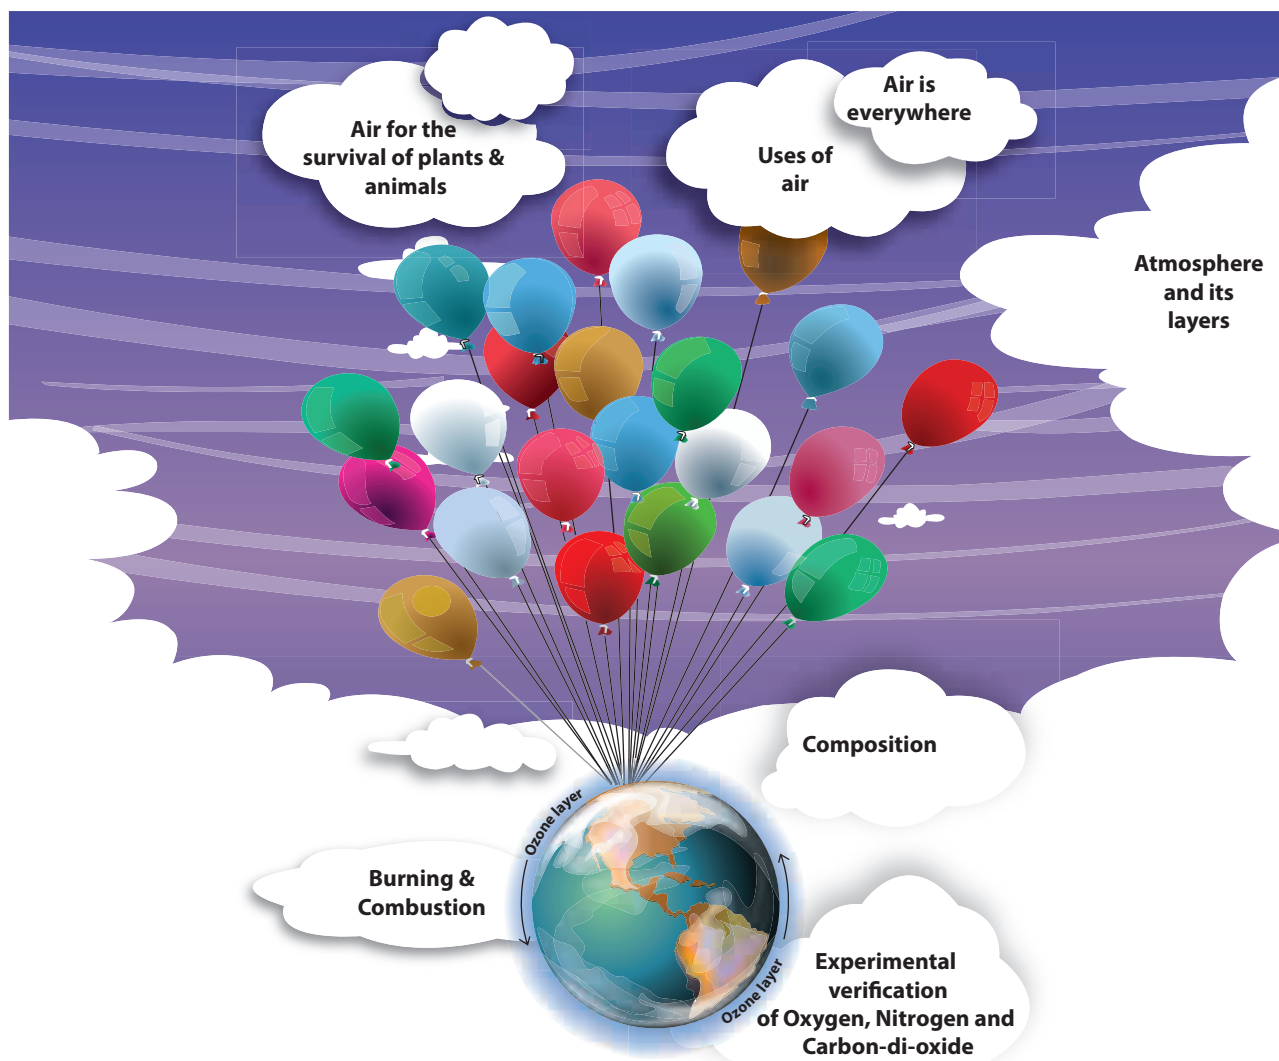 Air for the
survival of plants &
animals
Air is
everywhere
Uses of
air
Atmosphere
and its
layers
Composition
Ozone layer
Burning &
Combustion
Ozone layer
Experimental
verification
of Oxygen, Nitrogen and
Carbon-di-oxide